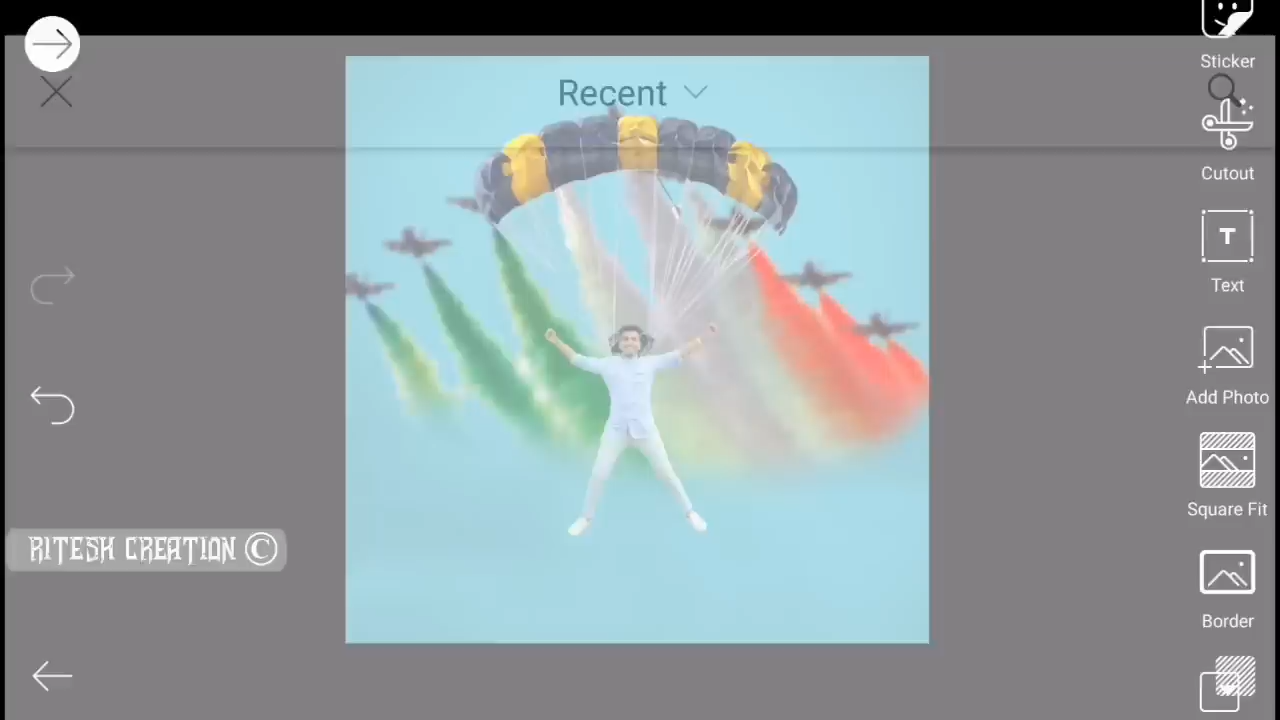 Sticker
Recent
Cutout
T
Text
Add Photo
Square Fit
RITESH CREATION ©
Border